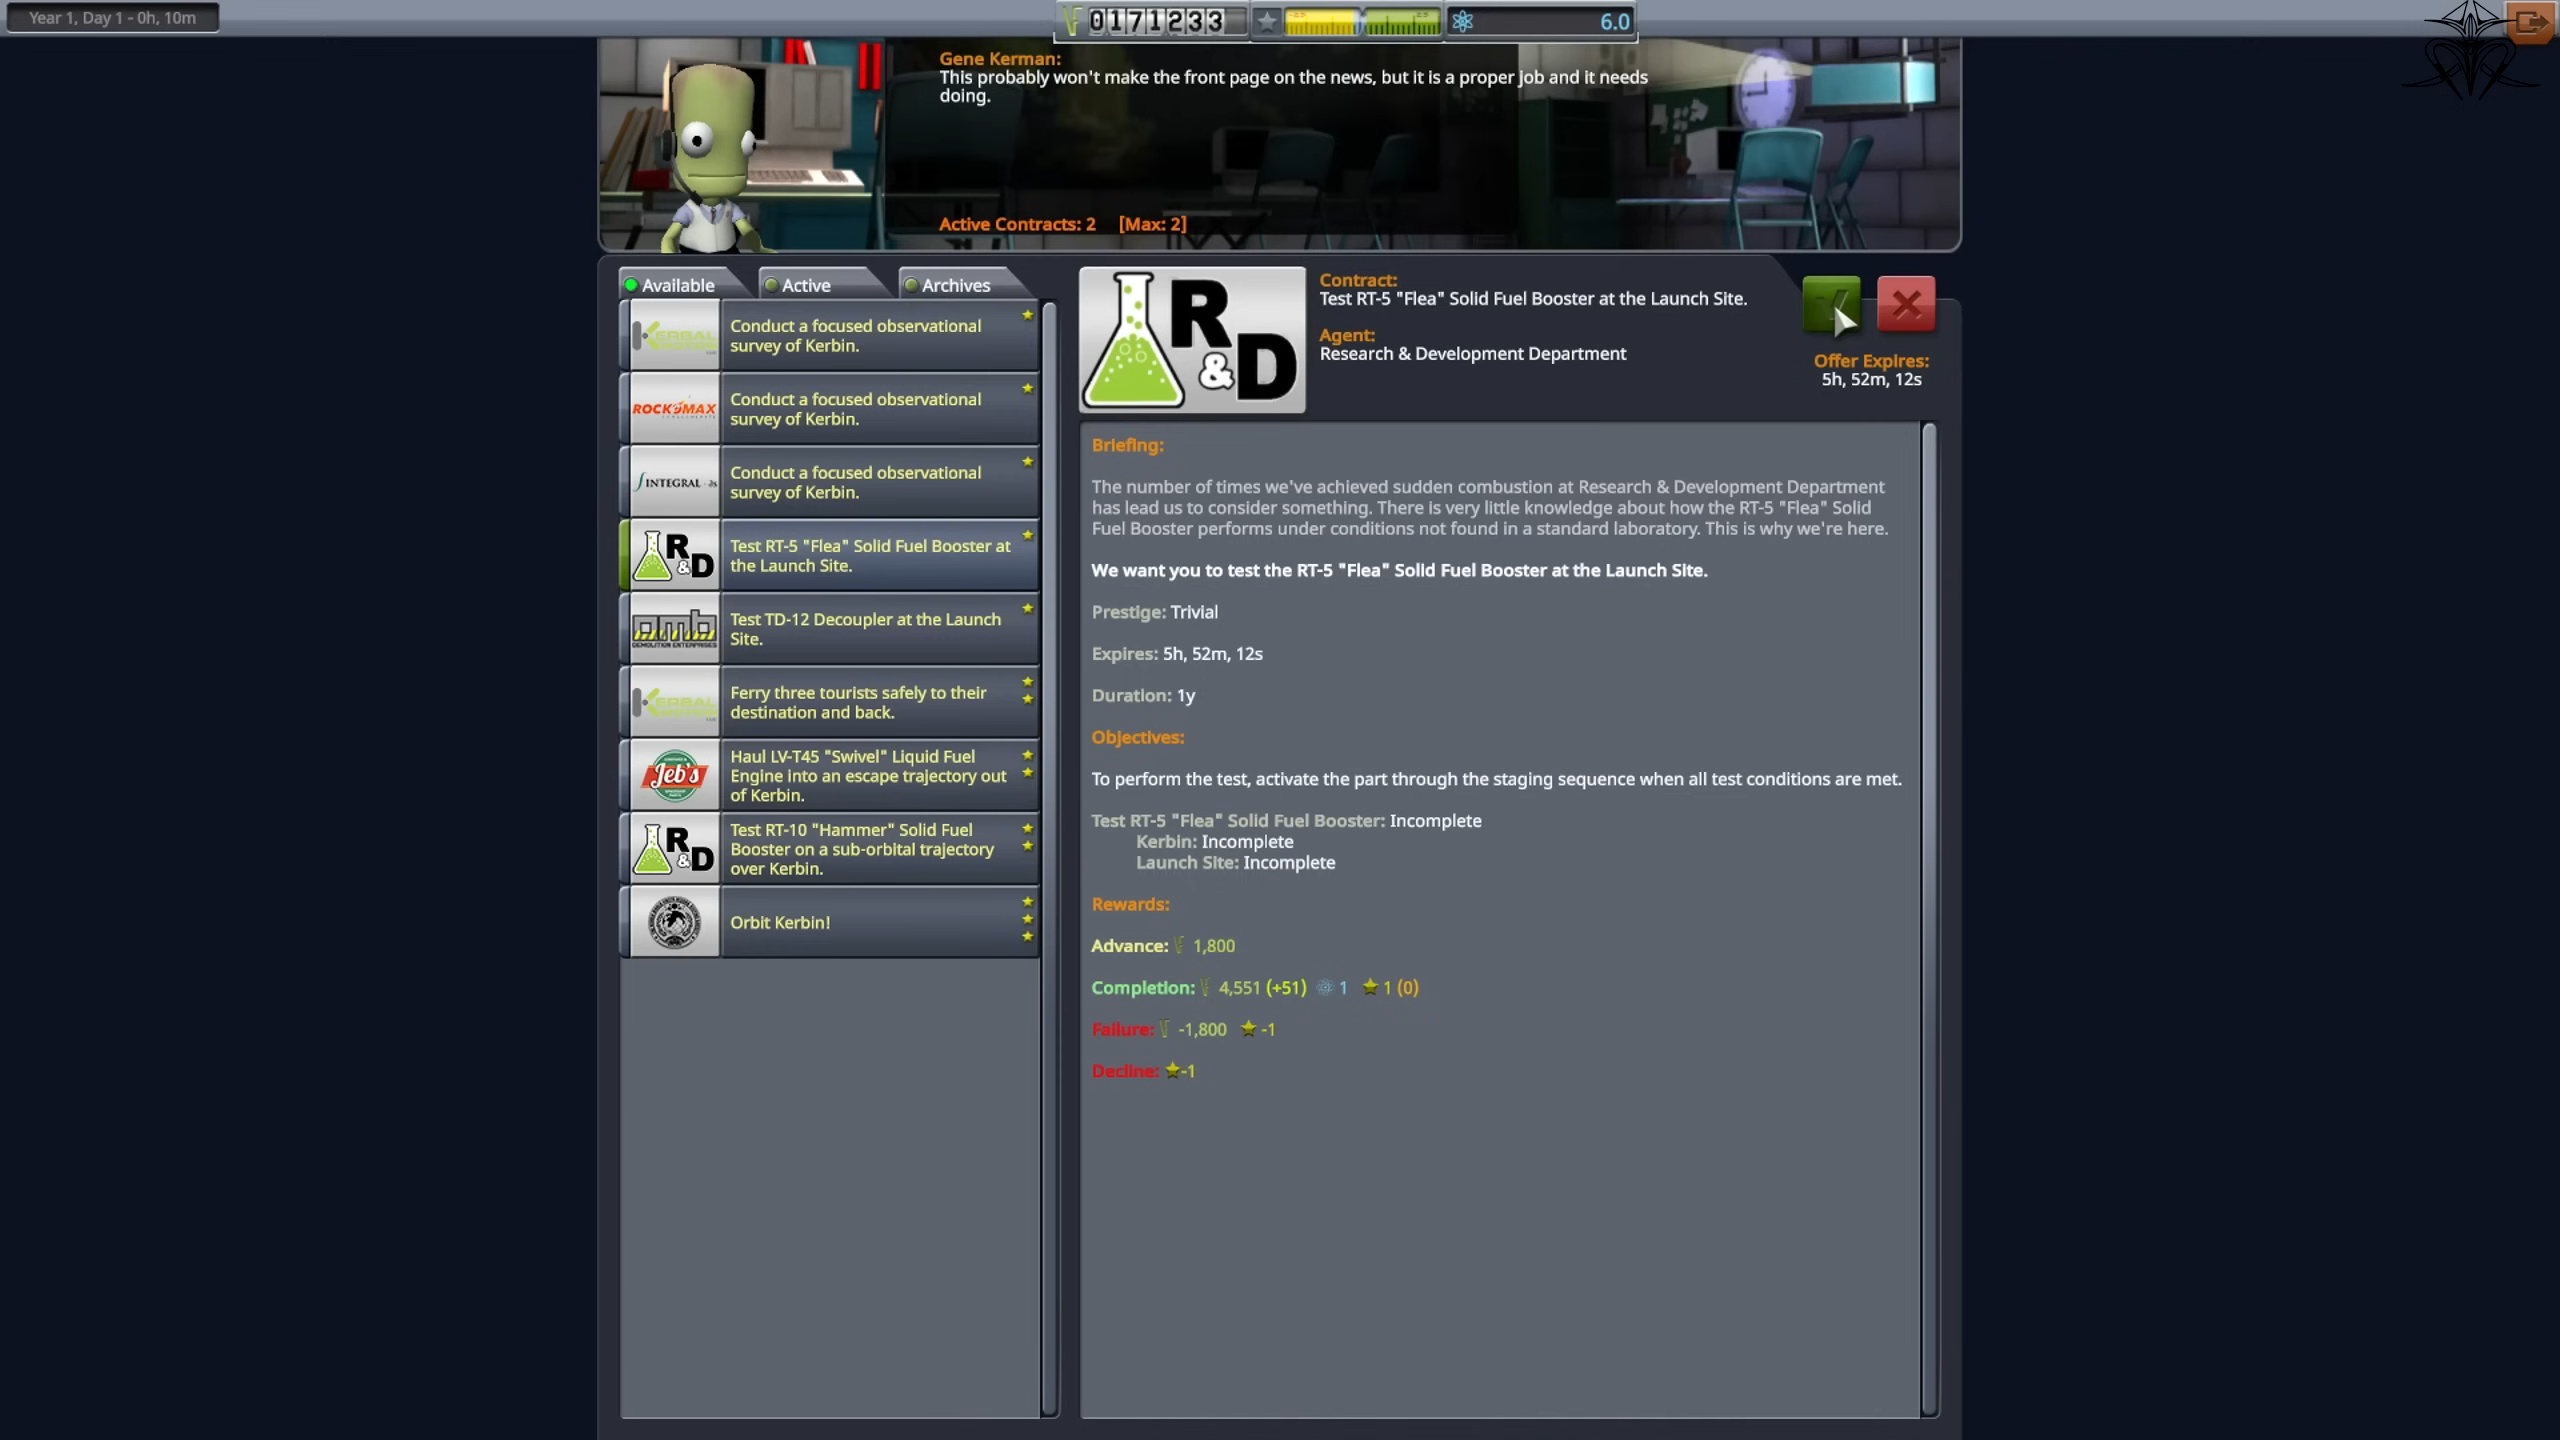 Year 1, Day 1 - 0h, 10m
0171233
6.0
Gene Kerman:
This probably won't make the front page on the news, but it is a proper job and it needs
doing.
Active Contracts: 2 [Max: 2]
Available
Active
Archives
KERBAL
Conduct a focused observational
survey of Kerbin.
ROCKOMAX
Conduct a focused observational
survey of Kerbin.
INTEGRAL
Conduct a focused observational
survey of Kerbin.
R&D
Test RT-5 "Flea" Solid Fuel Booster at
the Launch Site.
DEMOLITION ENTERPRISES
Test TD-12 Decoupler at the Launch
Site.
KERBAL
Ferry three tourists safely to their
destination and back.
Jeb's
Haul LV-T45 "Swivel" Liquid Fuel
Engine into an escape trajectory out
of Kerbin.
R&D
Test RT-10 "Hammer" Solid Fuel
Booster on a sub-orbital trajectory
over Kerbin.
Orbit Kerbin!
R&D
Contract:
Test RT-5 "Flea" Solid Fuel Booster at the Launch Site.
Agent:
Research & Development Department
Offer Expires:
5h, 52m, 12s
Briefing:
The number of times we've achieved sudden combustion at Research & Development Department
has lead us to consider something. There is very little knowledge about how the RT-5 "Flea" Solid
Fuel Booster performs under conditions not found in a standard laboratory. This is why we're here.
We want you to test the RT-5 "Flea" Solid Fuel Booster at the Launch Site.
Prestige: Trivial
Expires: 5h, 52m, 12s
Duration: 1y
Objectives:
To perform the test, activate the part through the staging sequence when all test conditions are met.
Test RT-5 "Flea" Solid Fuel Booster: Incomplete
Kerbin: Incomplete
Launch Site: Incomplete
Rewards:
Advance: 1,800
Completion: 4,551 (+51) 1 1 (0)
Failure: -1,800 -1
Decline: -1